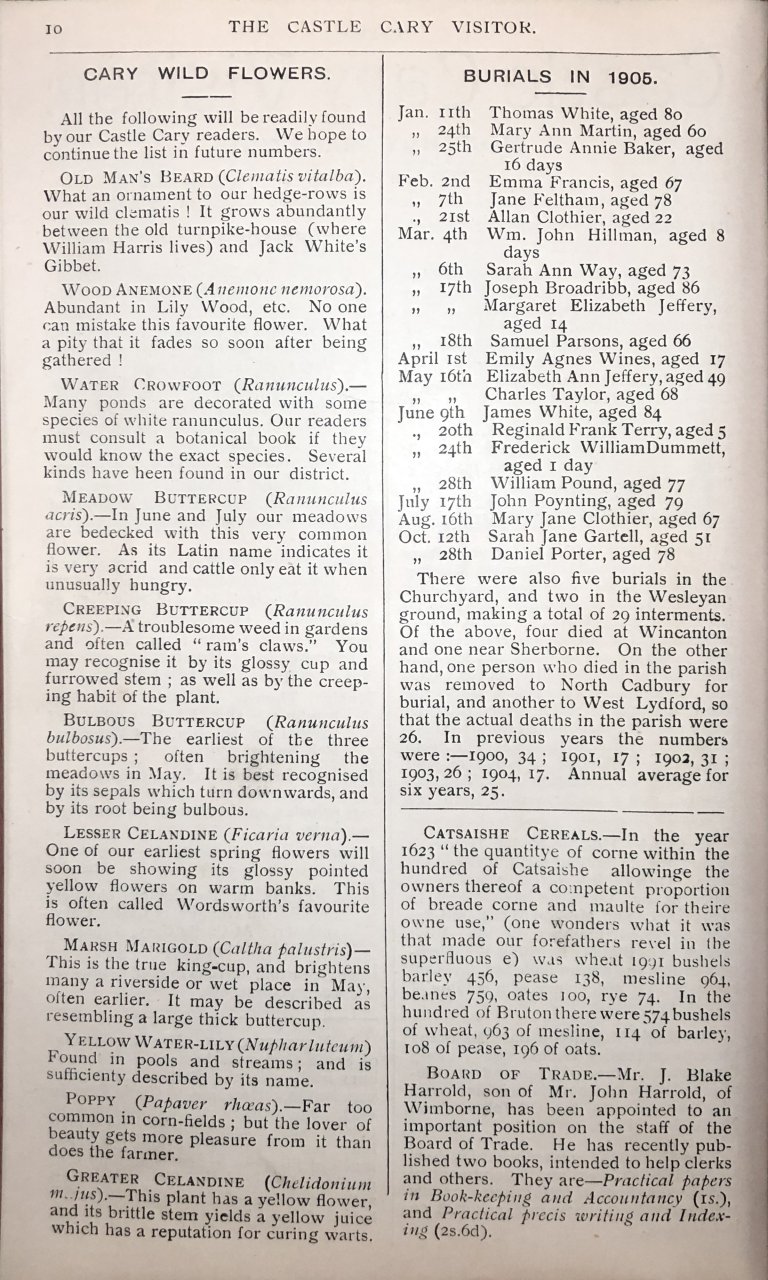 10
THE CASTLE CARY VISITOR.
CARY WILD FLOWERS.
All the following will be readily found
by our Castle Cary readers. We hope to
continue the list in future numbers.
OLD MAN'S BEARD (Clematis vitalba).
What an ornament to our hedge-rows is
our wild clematis ! It grows abundantly
between the old turnpike-house (where
William Harris lives) and Jack White's
Gibbet.
WOOD ANEMONE (Anemone nemorosa).
Abundant in Lily Wood, etc. No one
can mistake this favourite flower. What
a pity that it fades so soon after being
gathered !
WATER CROWFOOT (Ranunculus).—
Many ponds are decorated with some
species of white ranunculus. Our readers
must consult a botanical book if they
would know the exact species. Several
kinds have heen found in our district.
MEADOW BUTTERCUP (Ranunculus
acris).—In June and July our meadows
are bedecked with this very common
flower. As its Latin name indicates it
is very acrid and cattle only eat it when
unusually hungry.
CREEPING BUTTERCUP (Ranunculus
repens).—A troublesome weed in gardens
and often called "ram's claws." You
may recognise it by its glossy cup and
furrowed stem ; as well as by the creep-
ing habit of the plant.
BULBOUS BUTTERCUP (Ranunculus
bulbosus).—The earliest of the three
buttercups ; often brightening the
meadows in May. It is best recognised
by its sepals which turn downwards, and
by its root being bulbous.
LESSER CELANDINE (Ficaria verna).—
One of our earliest spring flowers will
soon be showing its glossy pointed
yellow flowers on warm banks. This
is often called Wordsworth's favourite
flower.
MARSH MARIGOLD (Caltha palustris)—
This is the true king-cup, and brightens
many a riverside or wet place in May,
often earlier. It may be described as
resembling a large thick buttercup.
YELLOW WATER-LILY (Nuphar luteum)
Found in pools and streams ; and is
sufficienty described by its name.
POPPY (Papaver rhœas).—Far too
common in corn-fields ; but the lover of
beauty gets more pleasure from it than
does the farmer.
GREATER CELANDINE (Chelidonium
m..jus).—This plant has a yellow flower,
and its brittle stem yields a yellow juice
which has a reputation for curing warts.
BURIALS IN 1905.
Jan. 11th Thomas White, aged 80
„ 24th Mary Ann Martin, aged 60
„ 25th Gertrude Annie Baker, aged
16 days
Feb. 2nd Emma Francis, aged 67
„ 7th Jane Feltham, aged 78
„ 21st Allan Clothier, aged 22
Mar. 4th Wm. John Hillman, aged 8
days
„ 6th Sarah Ann Way, aged 73
„ 17th Joseph Broadribb, aged 86
„ „ Margaret Elizabeth Jeffery,
aged 14
„ 18th Samuel Parsons, aged 66
April 1st Emily Agnes Wines, aged 17
May 16th Elizabeth Ann Jeffery, aged 49
„ „ Charles Taylor, aged 68
June 9th James White, aged 84
„ 20th Reginald Frank Terry, aged 5
„ 24th Frederick William Dummett,
aged 1 day
„ 28th William Pound, aged 77
July 17th John Poynting, aged 79
Aug. 16th Mary Jane Clothier, aged 67
Oct. 12th Sarah Jane Gartell, aged 51
„ 28th Daniel Porter, aged 78
There were also five burials in the
Churchyard, and two in the Wesleyan
ground, making a total of 29 interments.
Of the above, four died at Wincanton
and one near Sherborne. On the other
hand, one person who died in the parish
was removed to North Cadbury for
burial, and another to West Lydford, so
that the actual deaths in the parish were
26. In previous years the numbers
were :—1900, 34 ; 1901, 17 ; 1902, 31 ;
1903, 26 ; 1904, 17. Annual average for
six years, 25.
CATSAISHE CEREALS.—In the year
1623 "the quantitye of corne within the
hundred of Catsaishe allowinge the
owners thereof a competent proportion
of breade corne and maulte for theire
owne use," (one wonders what it was
that made our forefathers revel in the
superfluous e) was wheat 1991 bushels
barley 456, pease 138, mesline 964,
beanes 759, oates 100, rye 74. In the
hundred of Bruton there were 574 bushels
of wheat, 963 of mesline, 114 of barley,
108 of pease, 196 of oats.
BOARD OF TRADE.—Mr. J. Blake
Harrold, son of Mr. John Harrold, of
Wimborne, has been appointed to an
important position on the staff of the
Board of Trade. He has recently pub-
lished two books, intended to help clerks
and others. They are—Practical papers
in Book-keeping and Accountancy (1s.),
and Practical precis writing and Index-
ing (2s.6d).